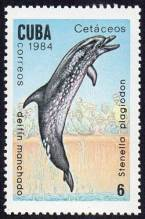 CUBA
1984
Cetáceos
correos
delfín manchado
Stenella plagiodon
6